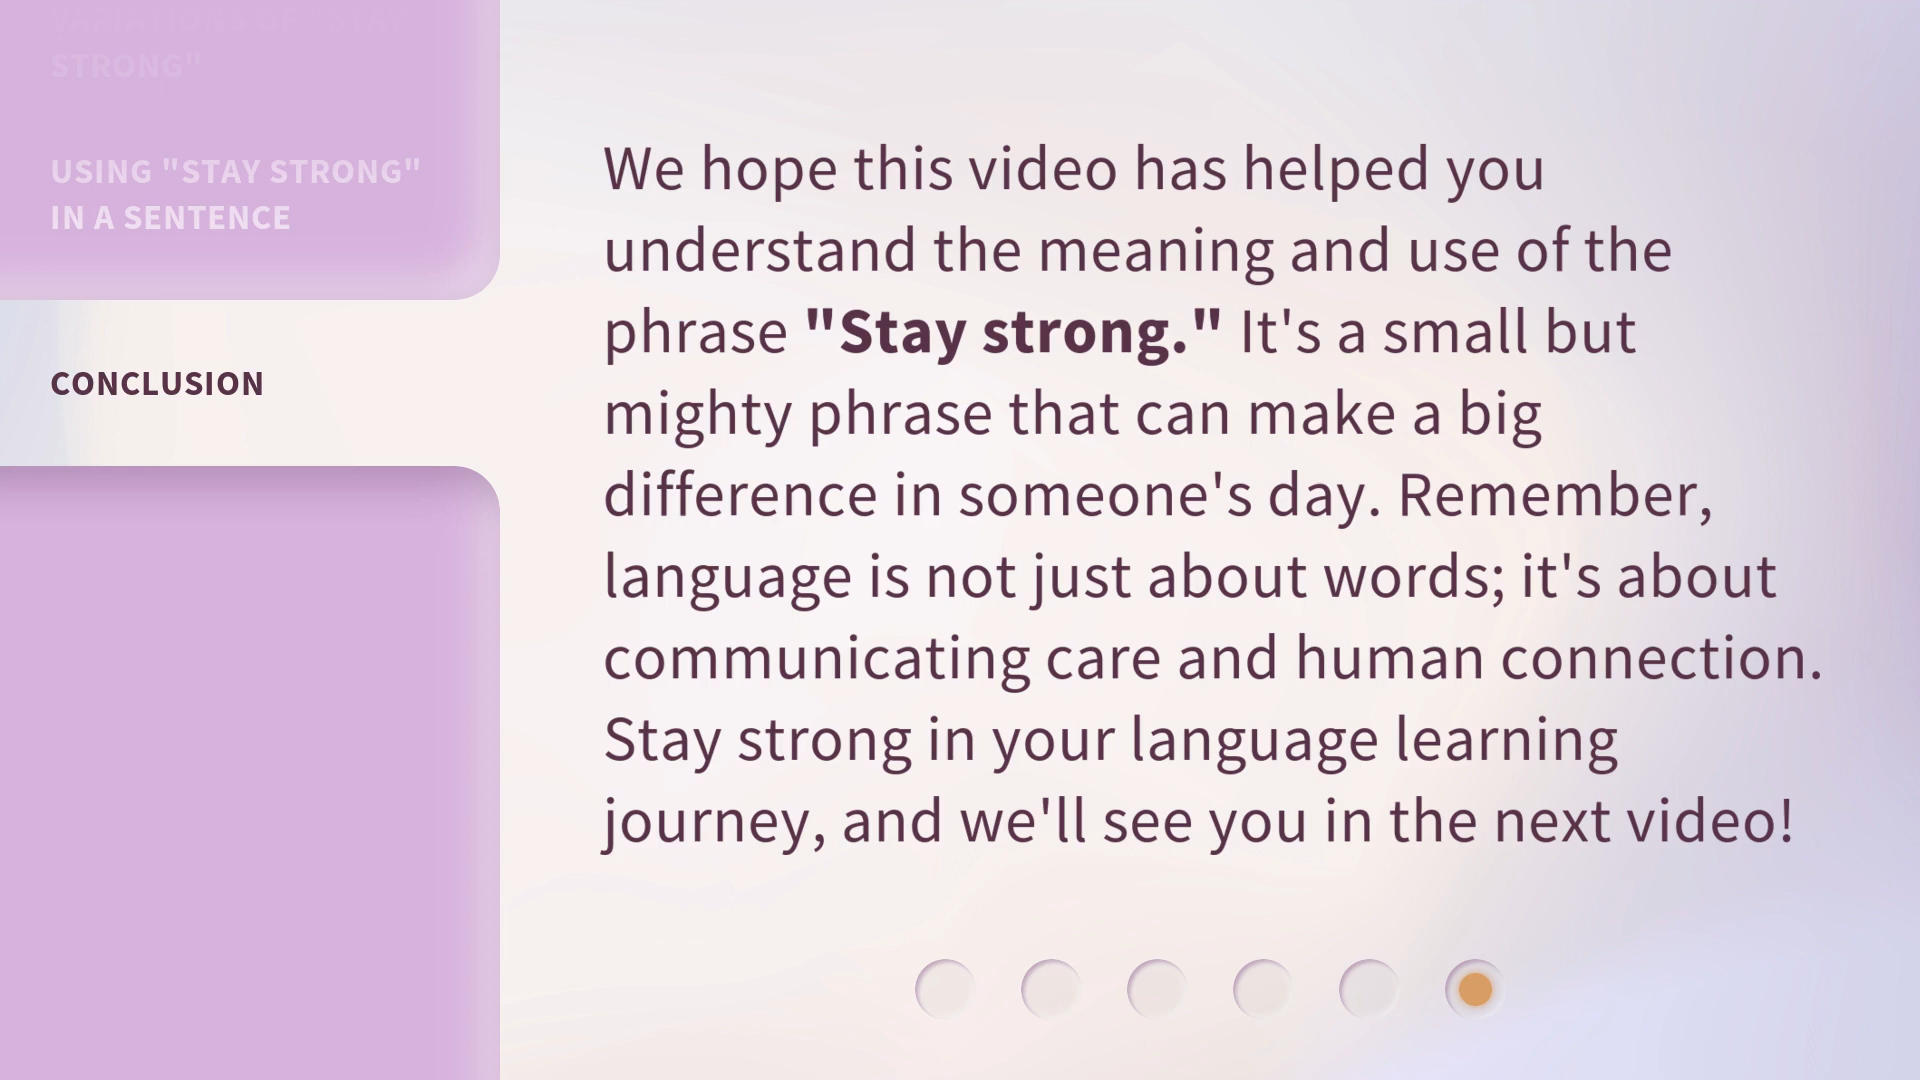 VARIATIONS OF "STAY
STRONG"
USING "STAY STRONG"
IN A SENTENCE
CONCLUSION
We hope this video has helped you
understand the meaning and use of the
phrase "Stay strong." It's a small but
mighty phrase that can make a big
difference in someone's day. Remember,
language is not just about words; it's about
communicating care and human connection.
Stay strong in your language learning
journey, and we'll see you in the next video!